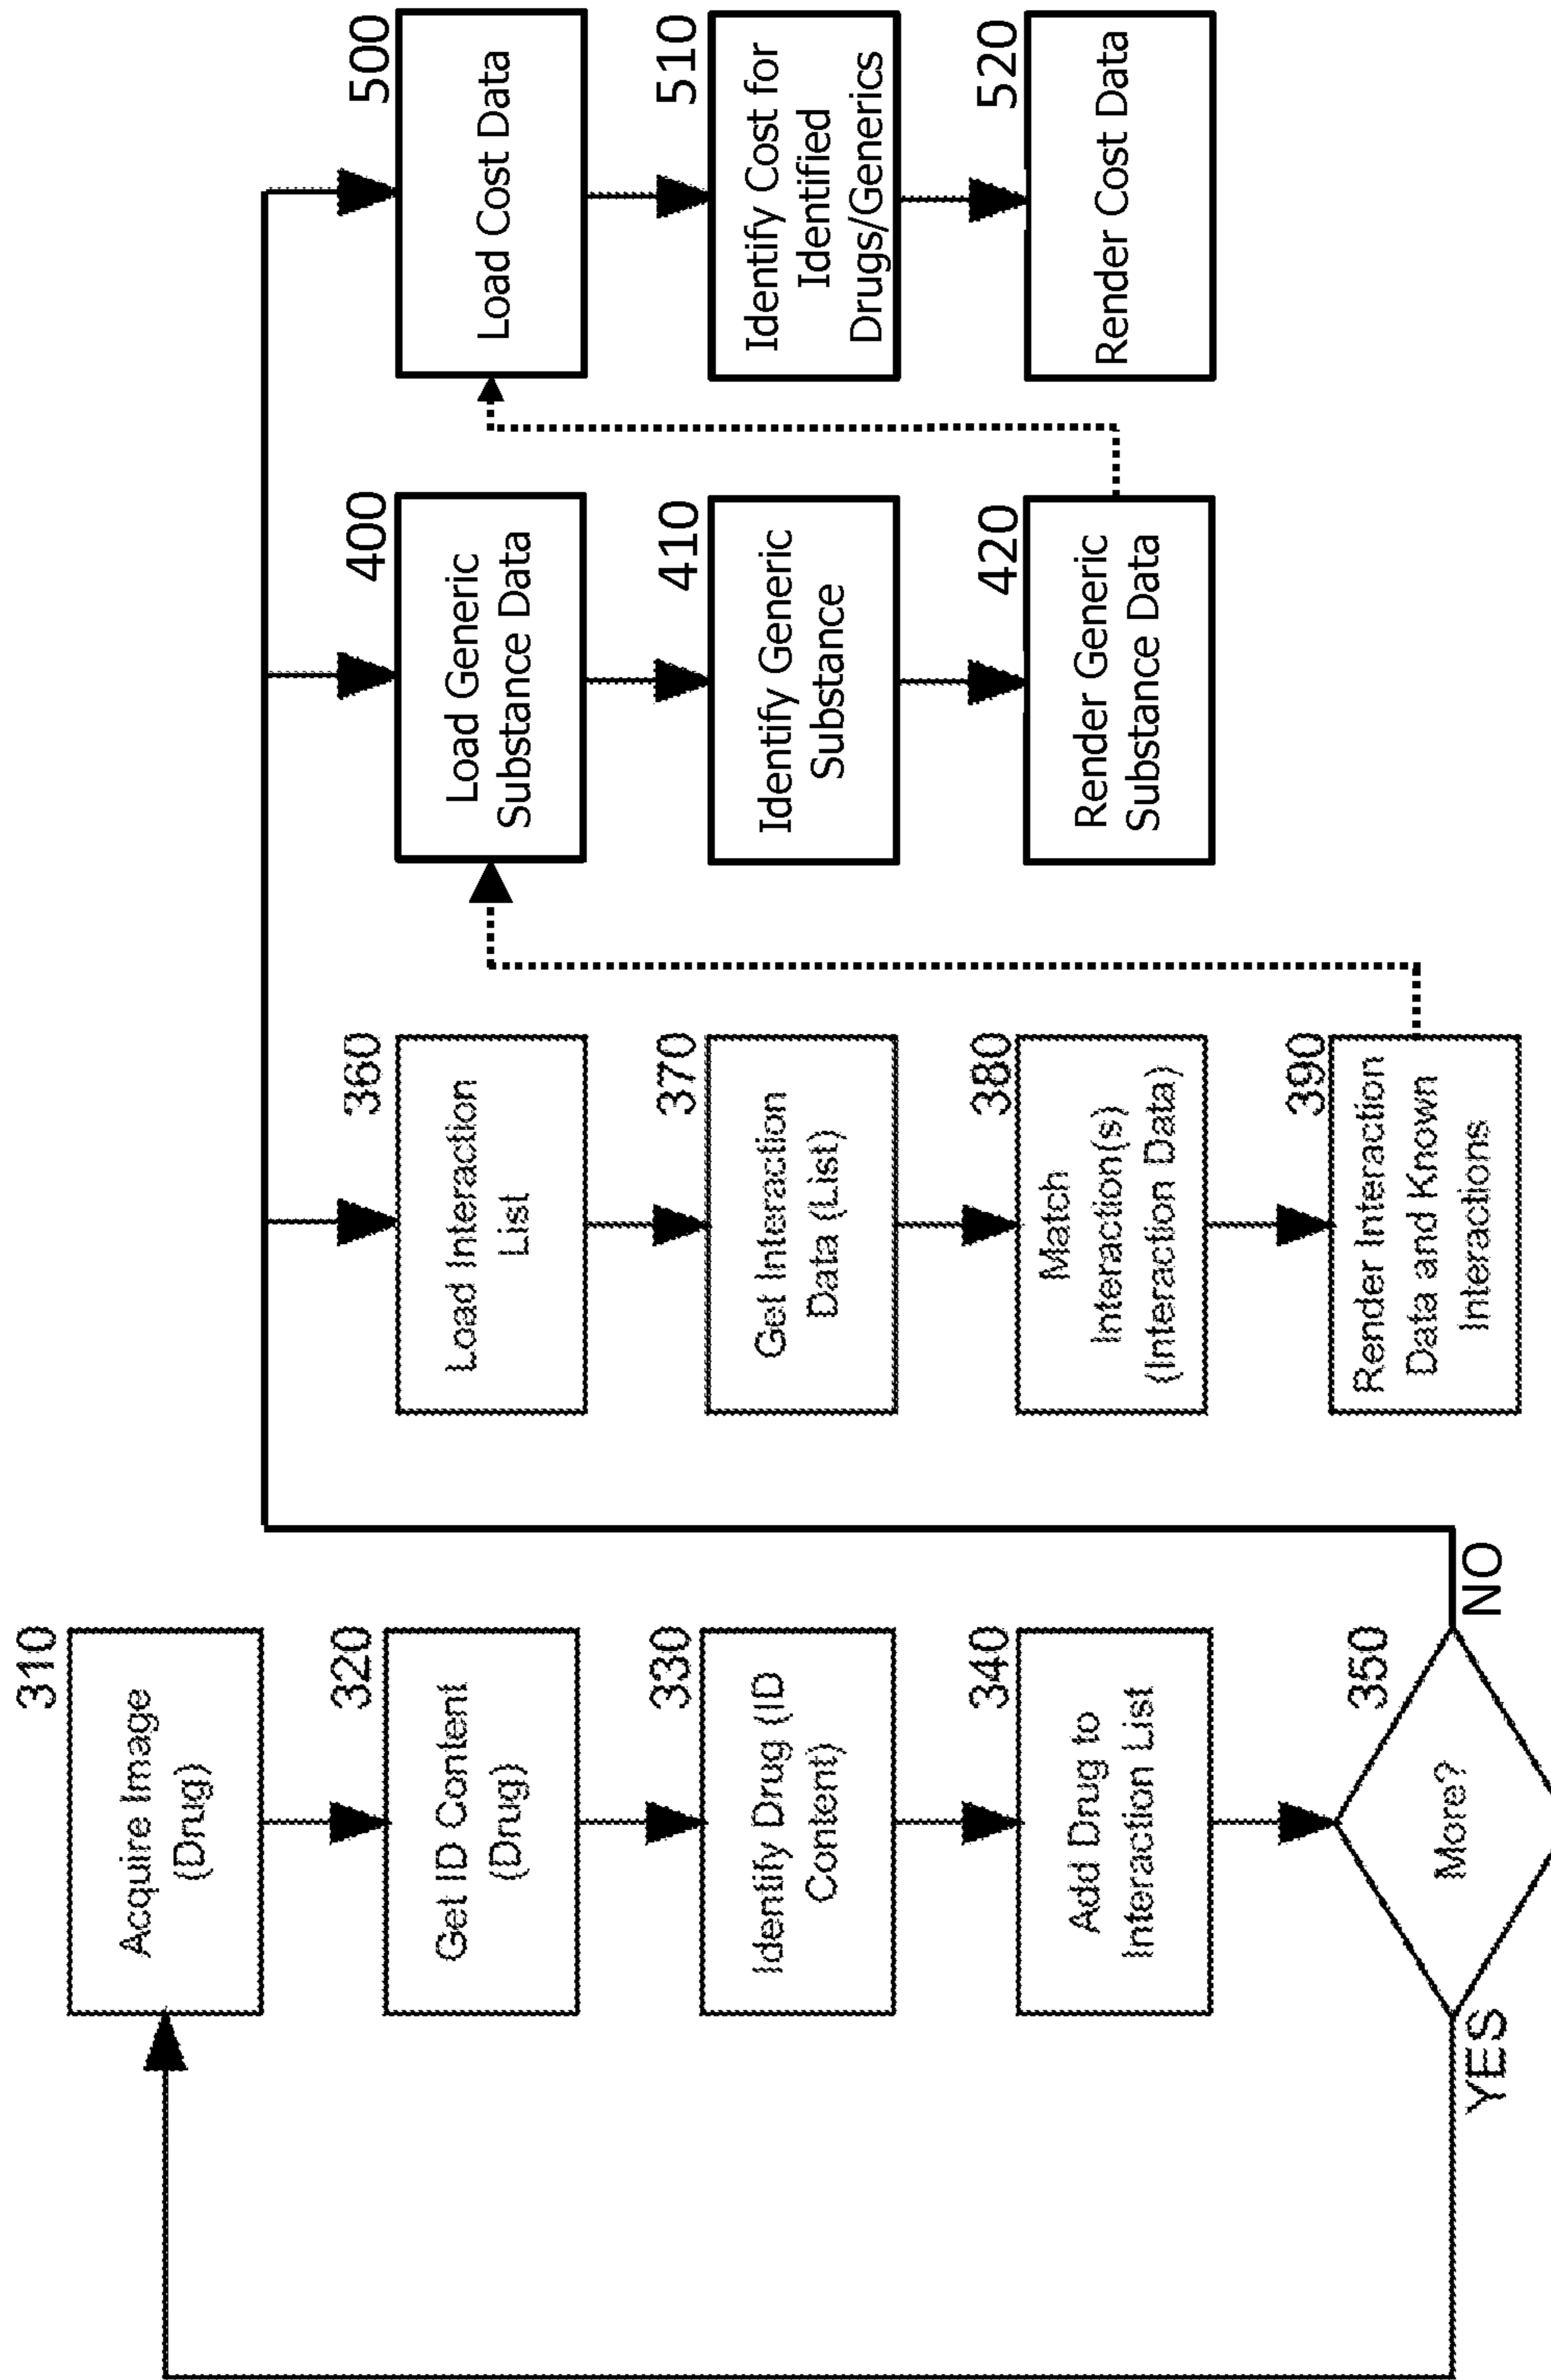 310
Acquire Image
(Drug)
320
Get ID Content
(Drug)
330
Identify Drug (ID
Content)
340
Add Drug to
Interaction List
350
More?
YES
NO
360
Load Interaction
List
370
Get Interaction
Data (List)
380
Match
Interaction(s)
(Interaction Data)
390
Render Interaction
Data and Known
Interactions
400
Load Generic
Substance Data
410
Identify Generic
Substance
420
Render Generic
Substance Data
500
Load Cost Data
510
Identify Cost for
Identified
Drugs/Generics
520
Render Cost Data